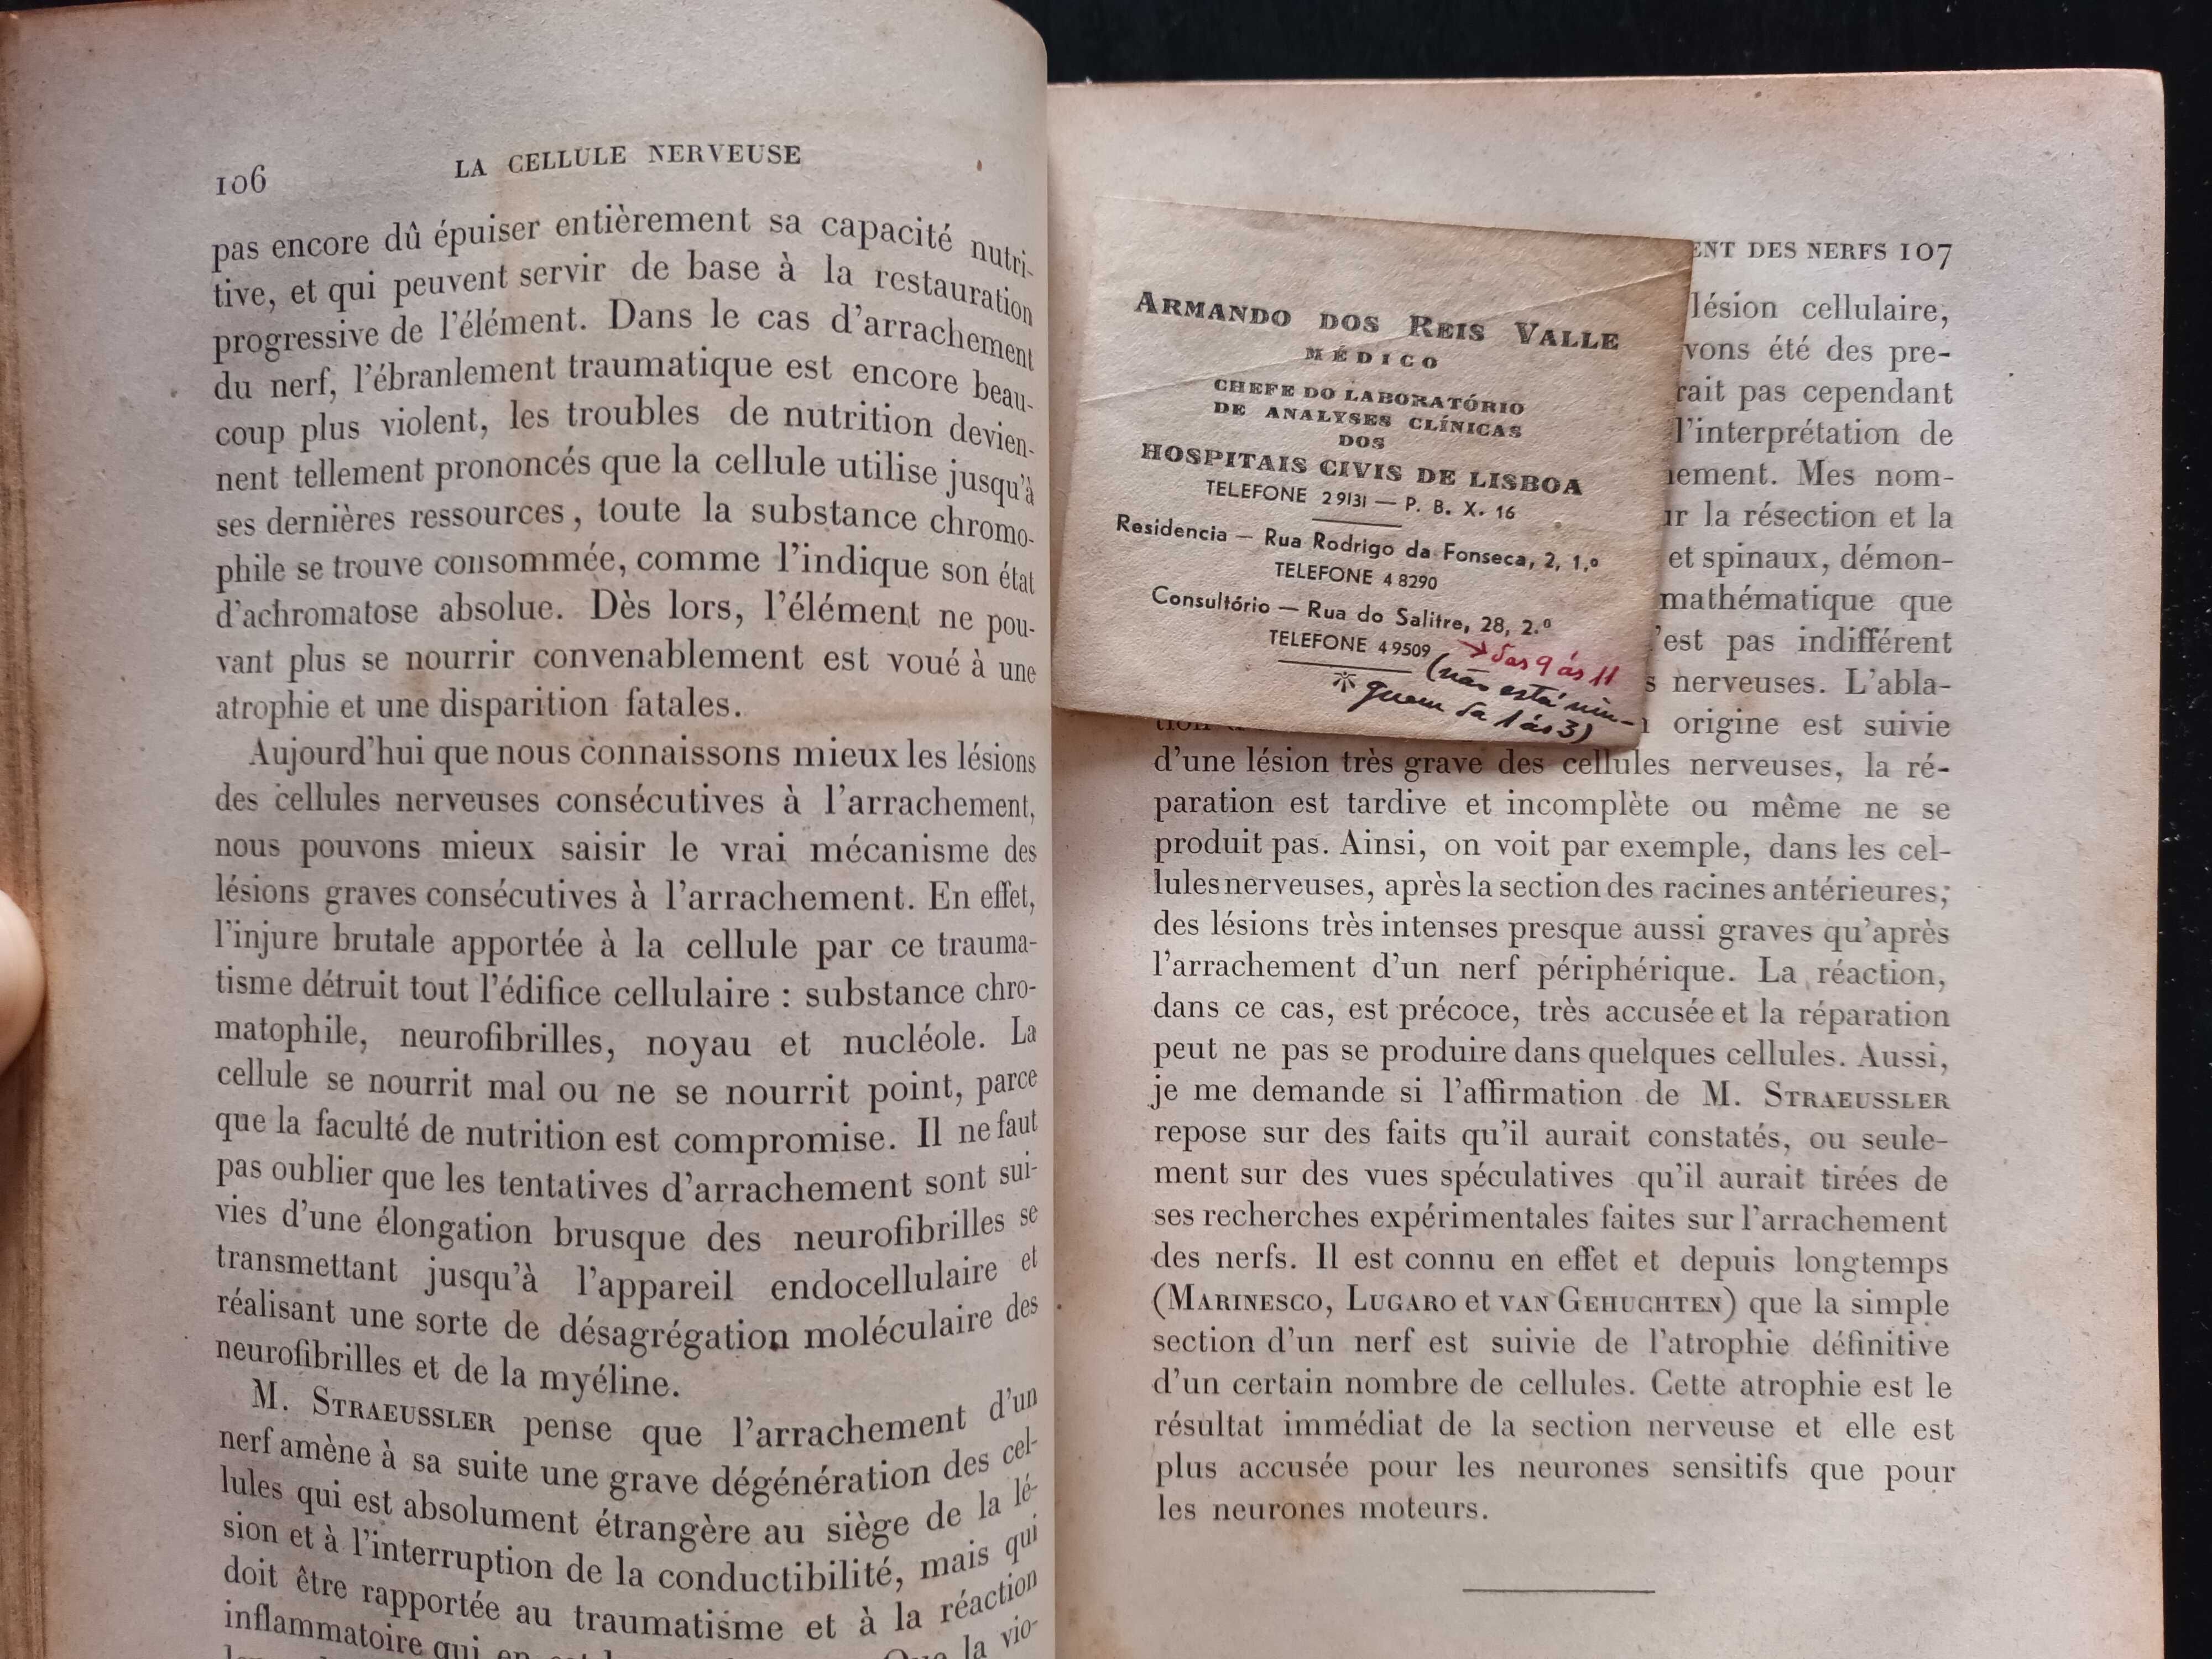 106
LA CELLULE NERVEUSE
pas encore dû épuiser entièrement sa capacité nutri-
tive, et qui peuvent servir de base à la restauration
progressive de l'élément. Dans le cas d'arrachement
du nerf, l'ébranlement traumatique est encore beau-
coup plus violent, les troubles de nutrition devien-
nent tellement prononcés que la cellule utilise jusqu'à
ses dernières ressources, toute la substance chromo-
phile se trouve consommée, comme l'indique son état
d'achromatose absolue. Dès lors, l'élément ne pou-
vant plus se nourrir convenablement est voué à une
atrophie et une disparition fatales.
Aujourd'hui que nous connaissons mieux les lésions
des cellules nerveuses consécutives à l'arrachement,
nous pouvons mieux saisir le vrai mécanisme des
lésions graves consécutives à l'arrachement. En effet,
l'injure brutale apportée à la cellule par ce trauma-
tisme détruit tout l'édifice cellulaire : substance chro-
matophile, neurofibrilles, noyau et nucléole. La
cellule se nourrit mal ou ne se nourrit point, parce
que la faculté de nutrition est compromise. Il ne faut
pas oublier que les tentatives d'arrachement sont sui-
vies d'une élongation brusque des neurofibrilles se
transmettant jusqu'à l'appareil endocellulaire et
réalisant une sorte de désagrégation moléculaire des
neurofibrilles et de la myéline.
M. STRAEUSSLER pense que l'arrachement d'un
nerf amène à sa suite une grave dégénération des cel-
lules qui est absolument étrangère au siège de la lé-
sion et à l'interruption de la conductibilité, mais qui
doit être rapportée au traumatisme et à la réaction
inflammatoire qui en est Que la vio-
ARMANDO DOS REIS VALLE
MÉDICO
CHEFE DO LABORATÓRIO
DE ANALYSES CLÍNICAS
DOS
HOSPITAIS CIVIS DE LISBOA
TELEFONE 29131 — P. B. X. 16
Residencia — Rua Rodrigo da Fonseca, 2, 1.º
TELEFONE 48290
Consultório — Rua do Salitre, 28, 2.º
TELEFONE 49509 → das 9 ás 11
(não está nin-
guem da 1 ás 3)
ENT DES NERFS 107
lésion cellulaire,
vons été des pre-
rait pas cependant
l'interprétation de
ement. Mes nom-
ur la résection et la
et spinaux, démon-
mathématique que
'est pas indifférent
s nerveuses. L'abla-
tion origine est suivie
d'une lésion très grave des cellules nerveuses, la ré-
paration est tardive et incomplète ou même ne se
produit pas. Ainsi, on voit par exemple, dans les cel-
lules nerveuses, après la section des racines antérieures,
des lésions très intenses presque aussi graves qu'après
l'arrachement d'un nerf périphérique. La réaction,
dans ce cas, est précoce, très accusée et la réparation
peut ne pas se produire dans quelques cellules. Aussi,
je me demande si l'affirmation de M. STRAEUSSLER
repose sur des faits qu'il aurait constatés, ou seule-
ment sur des vues spéculatives qu'il aurait tirées de
ses recherches expérimentales faites sur l'arrachement
des nerfs. Il est connu en effet et depuis longtemps
(MARINESCO, LUGARO et VAN GEHUCHTEN) que la simple
section d'un nerf est suivie de l'atrophie définitive
d'un certain nombre de cellules. Cette atrophie est le
résultat immédiat de la section nerveuse et elle est
plus accusée pour les neurones sensitifs que pour
les neurones moteurs.